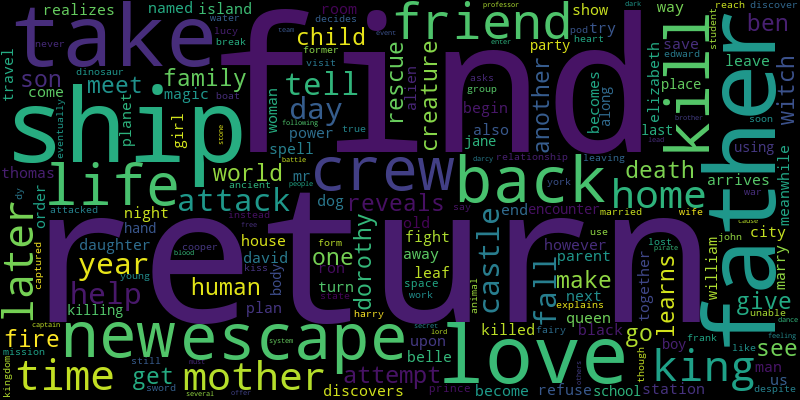 travel
realizes
named
island
water
lucy
break
former
visit
room
decides
show
never
take
find
friend
try
way
reach
discover
professor
enter
pod
heart
team
event
dark
child
party
student
save
ben
son
meet
family
tell
rescue
creature
alien
asks
group
begin
another
becomes
along
elizabeth
place
leave
witch
come
planet
magic
girl
day
woman
power
true
spell
also
jane
last
kill
father
soon
using
dinosaur
boat
stone
following
battle
eventually
ship
crew
back
home
death
arrives
meanwhile
relationship
leaving
brother
lead
thomas
life
world
mr
dy
order
attack
ancient
people
dog
reveals
darcy
york
war
night
instead
old
say
end
encounter
married
wife
attacked
hand
daughter
house
david
kiss
body
free
form
one
turn
dorothy
fight
away
leaf
space
work
castle
fall
however
parent
use
lost
pirate
cause
john
city
marry
later
captured
young
year
blood
cooper
ron
state
human
help
plan
return
make
next
together
william
give
unable
dance
feeling
killing
animal
explains
queen
learns
fire
captain
new
escape
system
harry
secret
upon
killed
fairy
black
go
boy
frank
like
see
lord
belle
love
though
king
man
us
mission
still
time
get
mother
attempt
prince
become
refuse
school
station
despite
kingdom
sword
several
offer
discovers
others